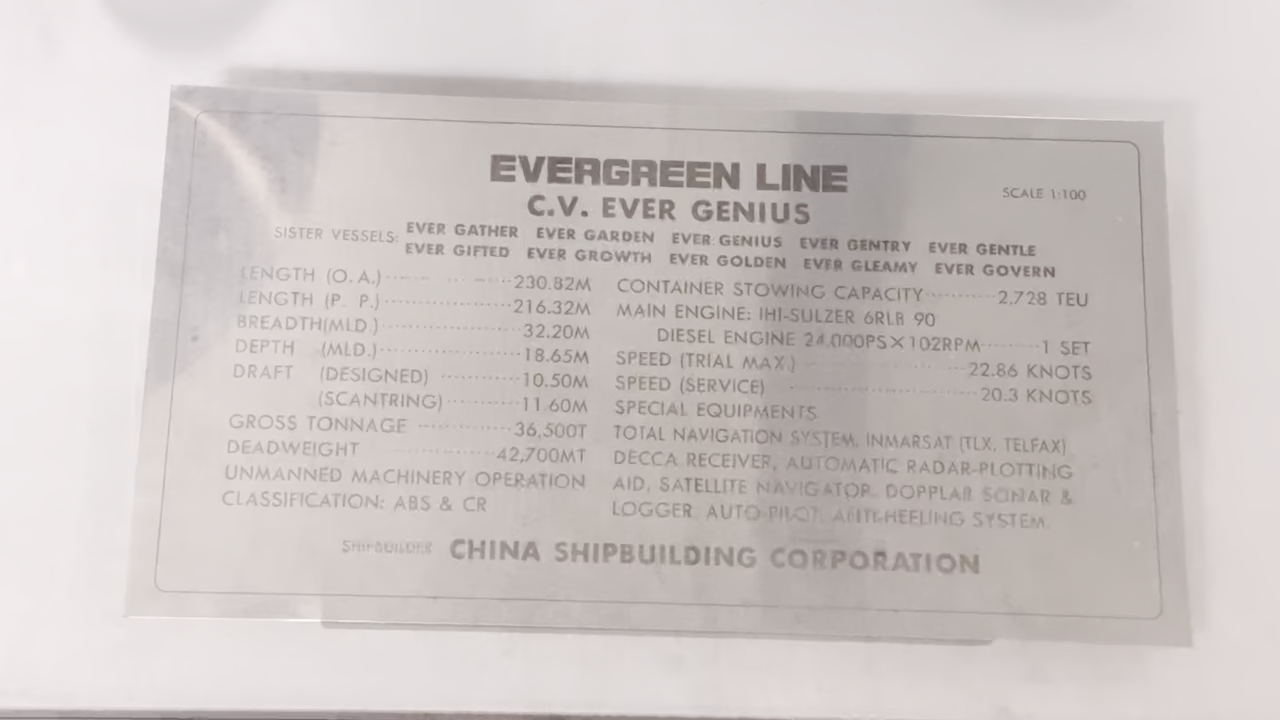 EVERGREEN LINE
SCALE 1:100
C.V. EVER GENIUS
SISTER VESSELS: EVER GATHER EVER GARDEN EVER GENIUS EVER GENTRY EVER GENTLE
EVER GIFTED EVER GROWTH EVER GOLDEN EVER GLEAMY EVER GOVERN
LENGTH (O.A.) 230.82M
LENGTH (P. P.) 216.32M
BREADTH(MLD.) 32.20M
DEPTH (MLD.) 18.65M
DRAFT (DESIGNED) 10.50M
(SCANTRING) 11.60M
GROSS TONNAGE 36,500T
DEADWEIGHT 42,700MT
UNMANNED MACHINERY OPERATION
CLASSIFICATION: ABS & CR
CONTAINER STOWING CAPACITY 2,728 TEU
MAIN ENGINE: IHI-SULZER 6RLB 90
DIESEL ENGINE 24,000PS×102RPM 1 SET
SPEED (TRIAL MAX.) 22.86 KNOTS
SPEED (SERVICE) 20.3 KNOTS
SPECIAL EQUIPMENTS
TOTAL NAVIGATION SYSTEM, INMARSAT (TLX, TELFAX)
DECCA RECEIVER, AUTOMATIC RADAR-PLOTTING
AID, SATELLITE NAVIGATOR, DOPPLAR SONAR &
LOGGER, AUTO-PILOT, ANTI-HEELING SYSTEM.
SHIPBUILDER CHINA SHIPBUILDING CORPORATION